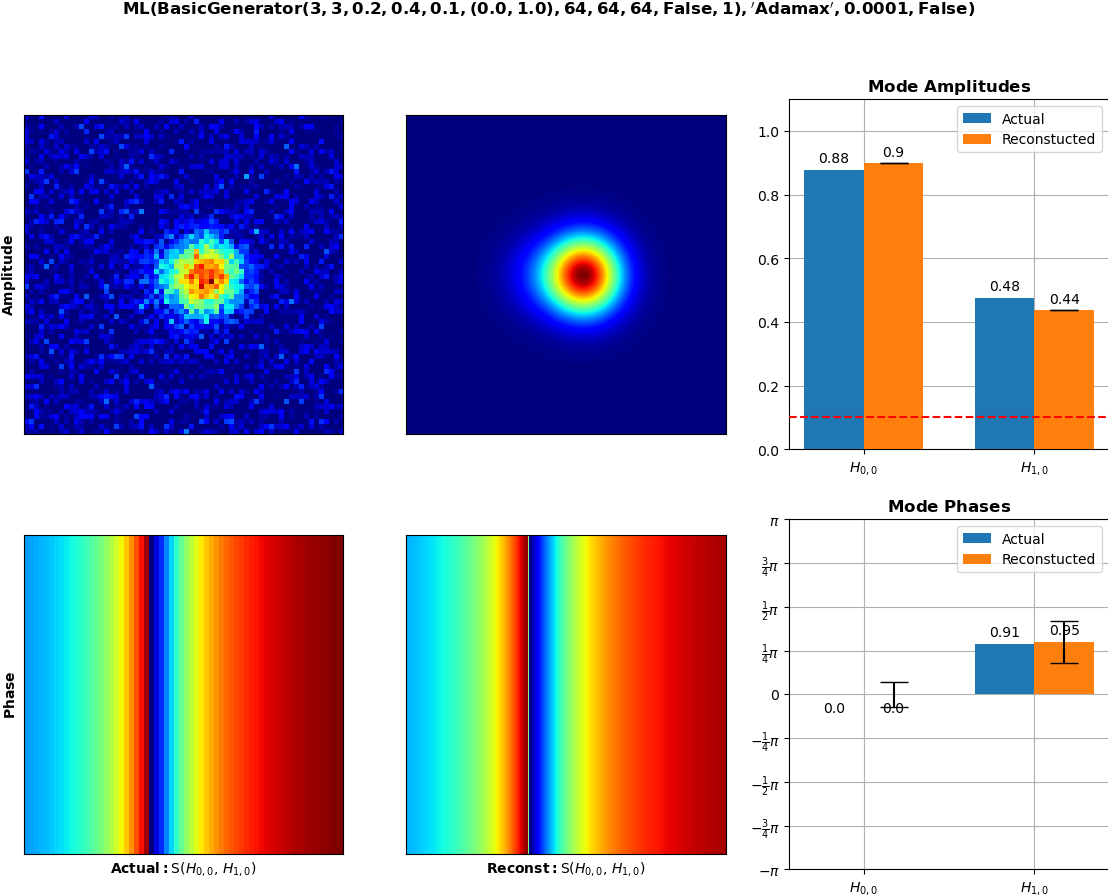 ML(BasicGenerator(3, 3, 0.2, 0.4, 0.1, (0.0, 1.0), 64, 64, 64, False, 1), ′Adamax′, 0.0001, False)
Amplitude
Mode Amplitudes
Actual
Reconstucted
1.0
0.8
0.6
0.4
0.2
0.0
0.88
0.9
0.48
0.44
H0, 0
H1, 0
Phase
Actual: S(H0, 0, H1, 0)
Reconst: S(H0, 0, H1, 0)
Mode Phases
Actual
Reconstucted
π
3/4π
1/2π
1/4π
0
−1/4π
−1/2π
−3/4π
−π
0.0
0.0
0.91
0.95
H0, 0
H1, 0